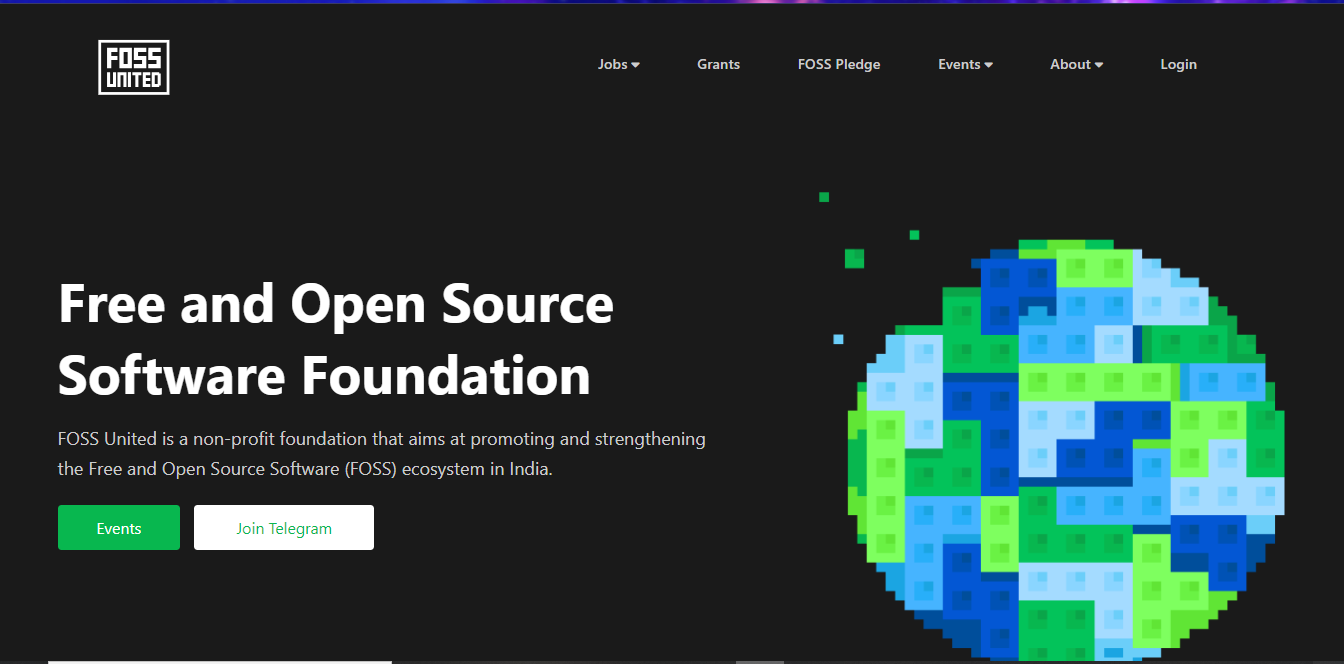 FOSS
UNITED
Jobs Grants FOSS Pledge Events About Login
Free and Open Source
Software Foundation
FOSS United is a non-profit foundation that aims at promoting and strengthening
the Free and Open Source Software (FOSS) ecosystem in India.
Events Join Telegram